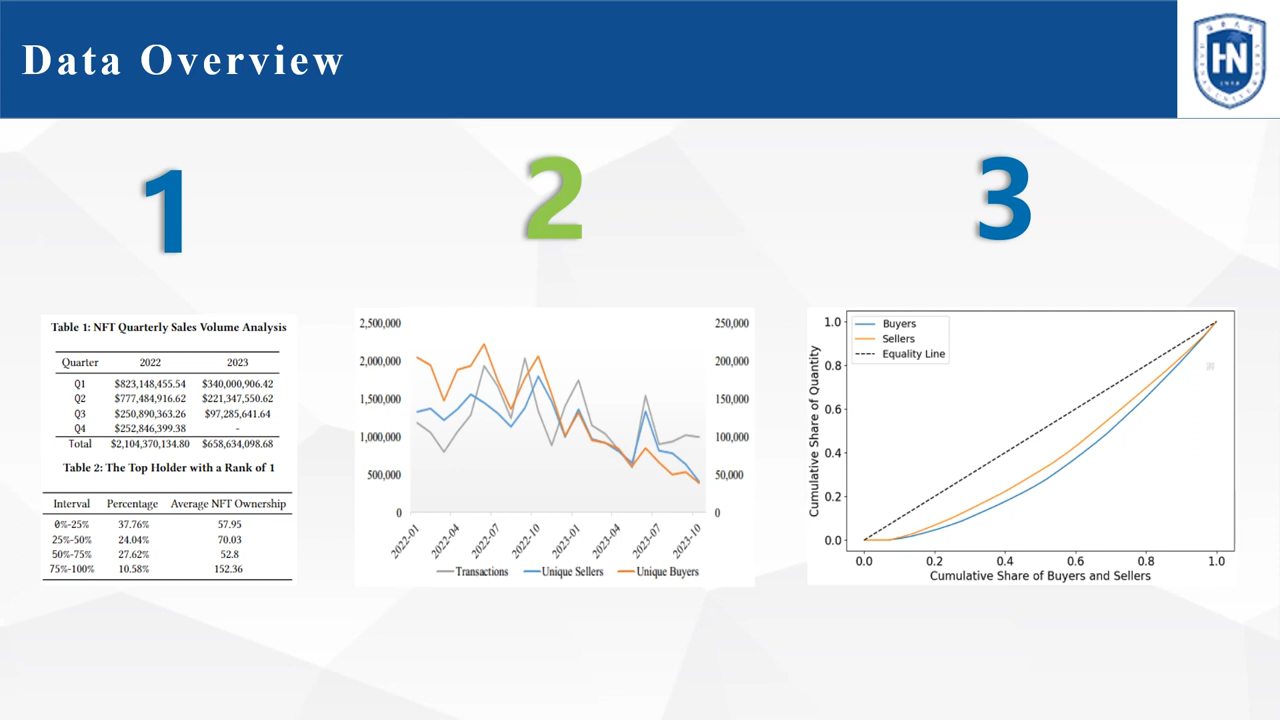 Data Overview
HN
1
2
3
Table 1: NFT Quarterly Sales Volume Analysis
Quarter 2022 2023
Q1 $823,148,455.54 $340,000,906.42
Q2 $777,484,916.62 $221,347,550.62
Q3 $250,890,363.26 $97,285,641.64
Q4 $252,846,399.38 -
Total $2,104,370,134.80 $658,634,098.68
Table 2: The Top Holder with a Rank of 1
Interval Percentage Average NFT Ownership
0%-25% 37.76% 57.95
25%-50% 24.04% 70.03
50%-75% 27.62% 52.8
75%-100% 10.58% 152.36
2,500,000 250,000
2,000,000 200,000
1,500,000 150,000
1,000,000 100,000
500,000 50,000
0 0
2022-01 2022-04 2022-07 2022-10 2023-01 2023-04 2023-07 2023-10
Transactions Unique Sellers Unique Buyers
Buyers
Sellers
Equality Line
Cumulative Share of Quantity
1.0
0.8
0.6
0.4
0.2
0.0
0.0 0.2 0.4 0.6 0.8 1.0
Cumulative Share of Buyers and Sellers